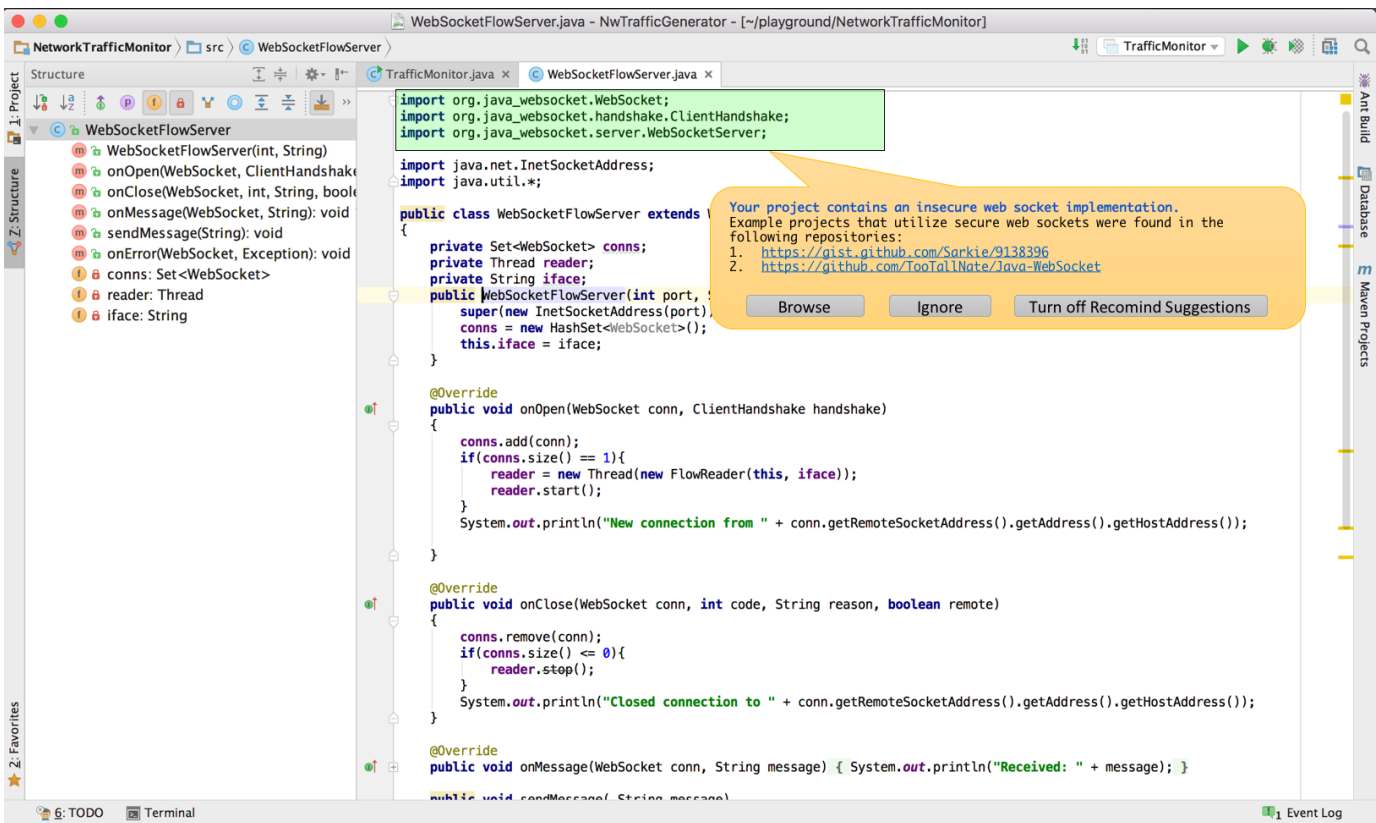 WebSocketFlowServer.java - NwTrafficGenerator - [~/playground/NetworkTrafficMonitor]
NetworkTrafficMonitor src WebSocketFlowServer
TrafficMonitor
1: Project
Z: Structure
2: Favorites
Structure
WebSocketFlowServer
WebSocketFlowServer(int, String)
onOpen(WebSocket, ClientHandshake
onClose(WebSocket, int, String, boole
onMessage(WebSocket, String): void
sendMessage(String): void
onError(WebSocket, Exception): void
conns: Set<WebSocket>
reader: Thread
iface: String
TrafficMonitor.java × WebSocketFlowServer.java ×
import org.java_websocket.WebSocket;
import org.java_websocket.handshake.ClientHandshake;
import org.java_websocket.server.WebSocketServer;
import java.net.InetSocketAddress;
import java.util.*;
public class WebSocketFlowServer extends W
{
private Set<WebSocket> conns;
private Thread reader;
private String iface;
public WebSocketFlowServer(int port, S
super(new InetSocketAddress(port)
conns = new HashSet<WebSocket>();
this.iface = iface;
}
@Override
public void onOpen(WebSocket conn, ClientHandshake handshake)
{
conns.add(conn);
if(conns.size() == 1){
reader = new Thread(new FlowReader(this, iface));
reader.start();
}
System.out.println("New connection from " + conn.getRemoteSocketAddress().getAddress().getHostAddress());
}
@Override
public void onClose(WebSocket conn, int code, String reason, boolean remote)
{
conns.remove(conn);
if(conns.size() <= 0){
reader.stop();
}
System.out.println("Closed connection to " + conn.getRemoteSocketAddress().getAddress().getHostAddress());
}
@Override
public void onMessage(WebSocket conn, String message) { System.out.println("Received: " + message); }
public void sendMessage( String message)
Your project contains an insecure web socket implementation.
Example projects that utilize secure web sockets were found in the
following repositories:
1. https://gist.github.com/Sarkie/9138396
2. https://github.com/TooTallNate/Java-WebSocket
Browse Ignore Turn off Recomind Suggestions
Ant Build
Database
m Maven Projects
6: TODO Terminal
1 Event Log